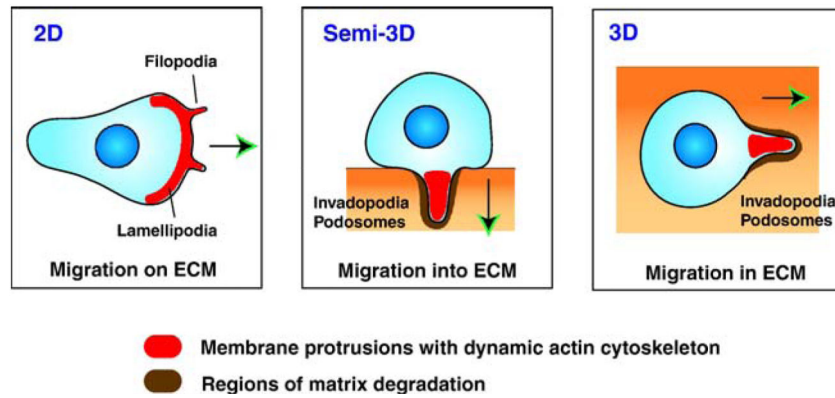 2D
Filopodia
Lamellipodia
Migration on ECM
Semi-3D
Invadopodia
Podosomes
Migration into ECM
3D
Invadopodia
Podosomes
Migration in ECM
Membrane protrusions with dynamic actin cytoskeleton
Regions of matrix degradation